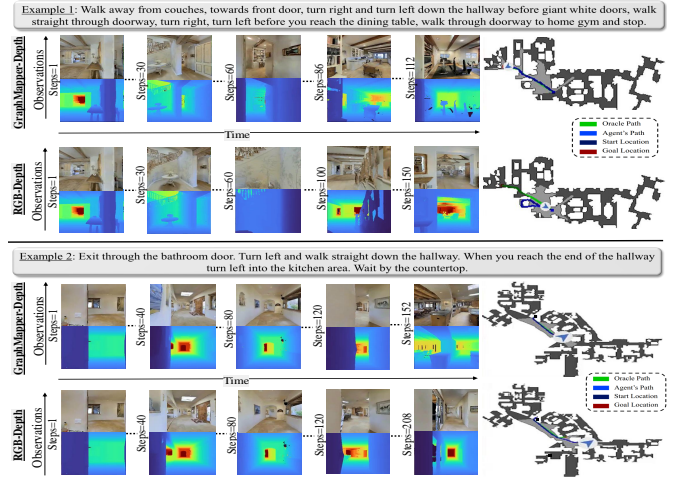 Example 1: Walk away from couches, towards front door, turn right and turn left down the hallway before giant white doors, walk
straight through doorway, turn right, turn left before you reach the dining table, walk through doorway to home gym and stop.
GraphMapper-Depth
Observations
Steps=1
Steps=30
Steps=60
Steps=86
Steps=112
Time
Oracle Path
Agent's Path
Start Location
Goal Location
RGB-Depth
Observations
Steps=1
Steps=30
Steps=60
Steps=100
Steps=150
Example 2: Exit through the bathroom door. Turn left and walk straight down the hallway. When you reach the end of the hallway
turn left into the kitchen area. Wait by the countertop.
GraphMapper-Depth
Observations
Steps=1
Steps=40
Steps=80
Steps=120
Steps=152
Time
Oracle Path
Agent's Path
Start Location
Goal Location
RGB-Depth
Observations
Steps=1
Steps=40
Steps=80
Steps=120
Steps=208